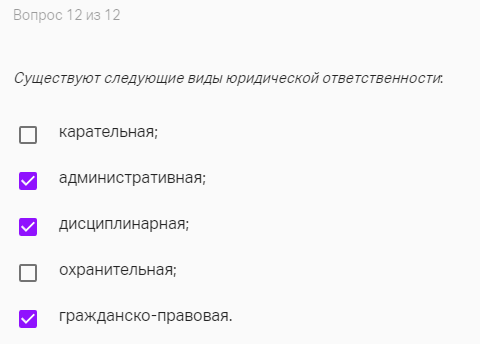 Вопрос 12 из 12
Существуют следующие виды юридической ответственности:
карательная;
административная;
дисциплинарная;
охранительная;
гражданско-правовая.